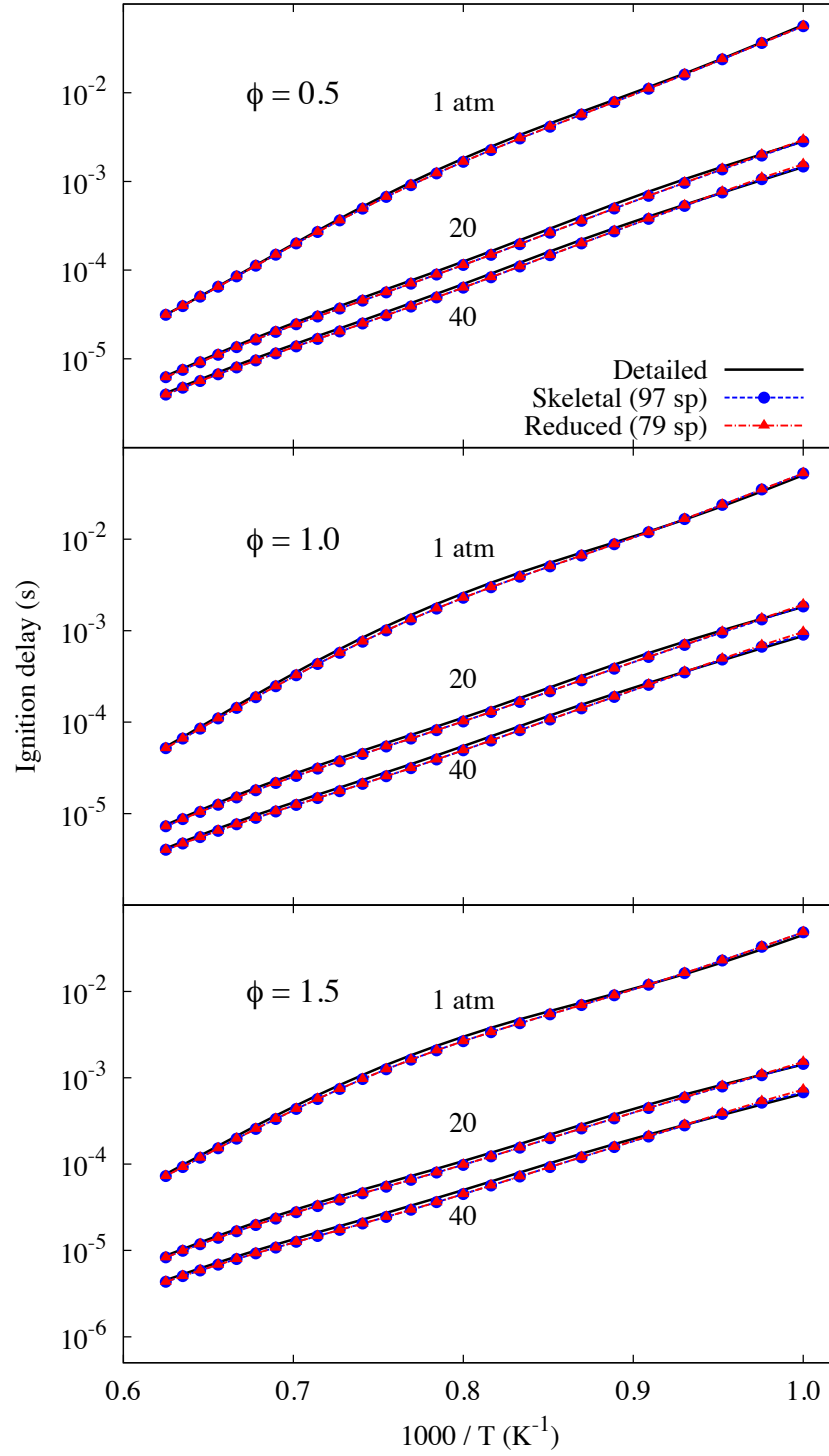 10⁻²
ϕ = 0.5
1 atm
10⁻³
20
10⁻⁴
40
10⁻⁵
Detailed
Skeletal (97 sp)
Reduced (79 sp)
10⁻²
ϕ = 1.0
1 atm
Ignition delay (s)
10⁻³
20
10⁻⁴
40
10⁻⁵
10⁻²
ϕ = 1.5
1 atm
10⁻³
20
10⁻⁴
40
10⁻⁵
10⁻⁶
0.6 0.7 0.8 0.9 1.0
1000 / T (K⁻¹)